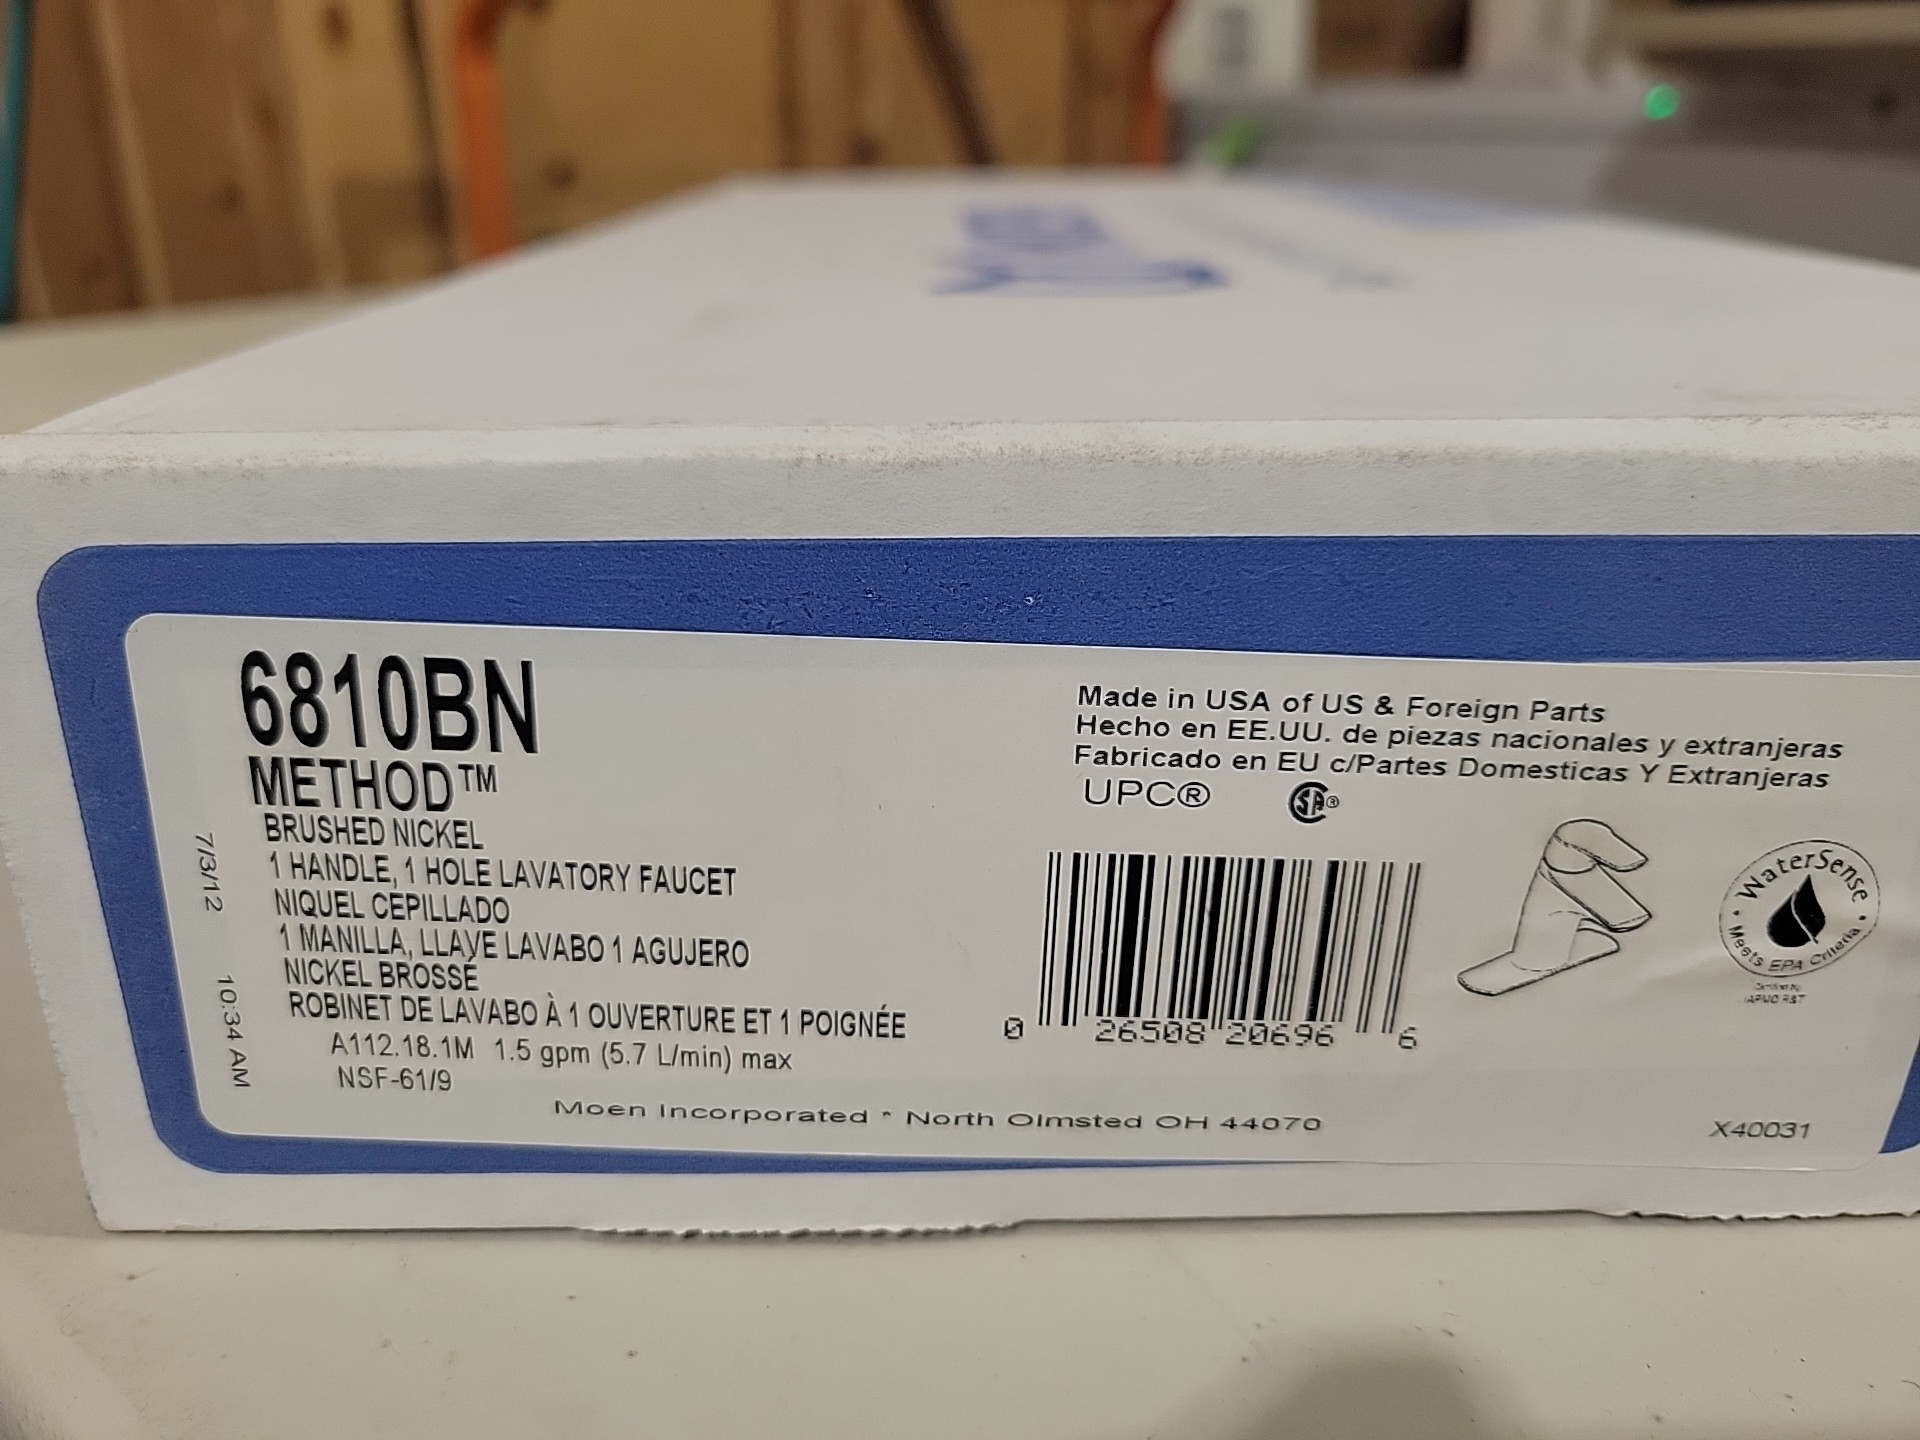 6810BN
METHOD™
BRUSHED NICKEL
1 HANDLE, 1 HOLE LAVATORY FAUCET
NIQUEL CEPILLADO
1 MANILLA, LLAVE LAVABO 1 AGUJERO
NICKEL BROSSÉ
ROBINET DE LAVABO À 1 OUVERTURE ET 1 POIGNÉE
A112.18.1M 1.5 gpm (5.7 L/min) max
NSF-61/9
7/3/12 10:34 AM
Made in USA of US & Foreign Parts
Hecho en EE.UU. de piezas nacionales y extranjeras
Fabricado en EU c/Partes Domesticas Y Extranjeras
UPC® SA®
0 26508 20696 6
WaterSense
Meets EPA Criteria
Certified by
IAPMO R&T
Moen Incorporated * North Olmsted OH 44070
X40031